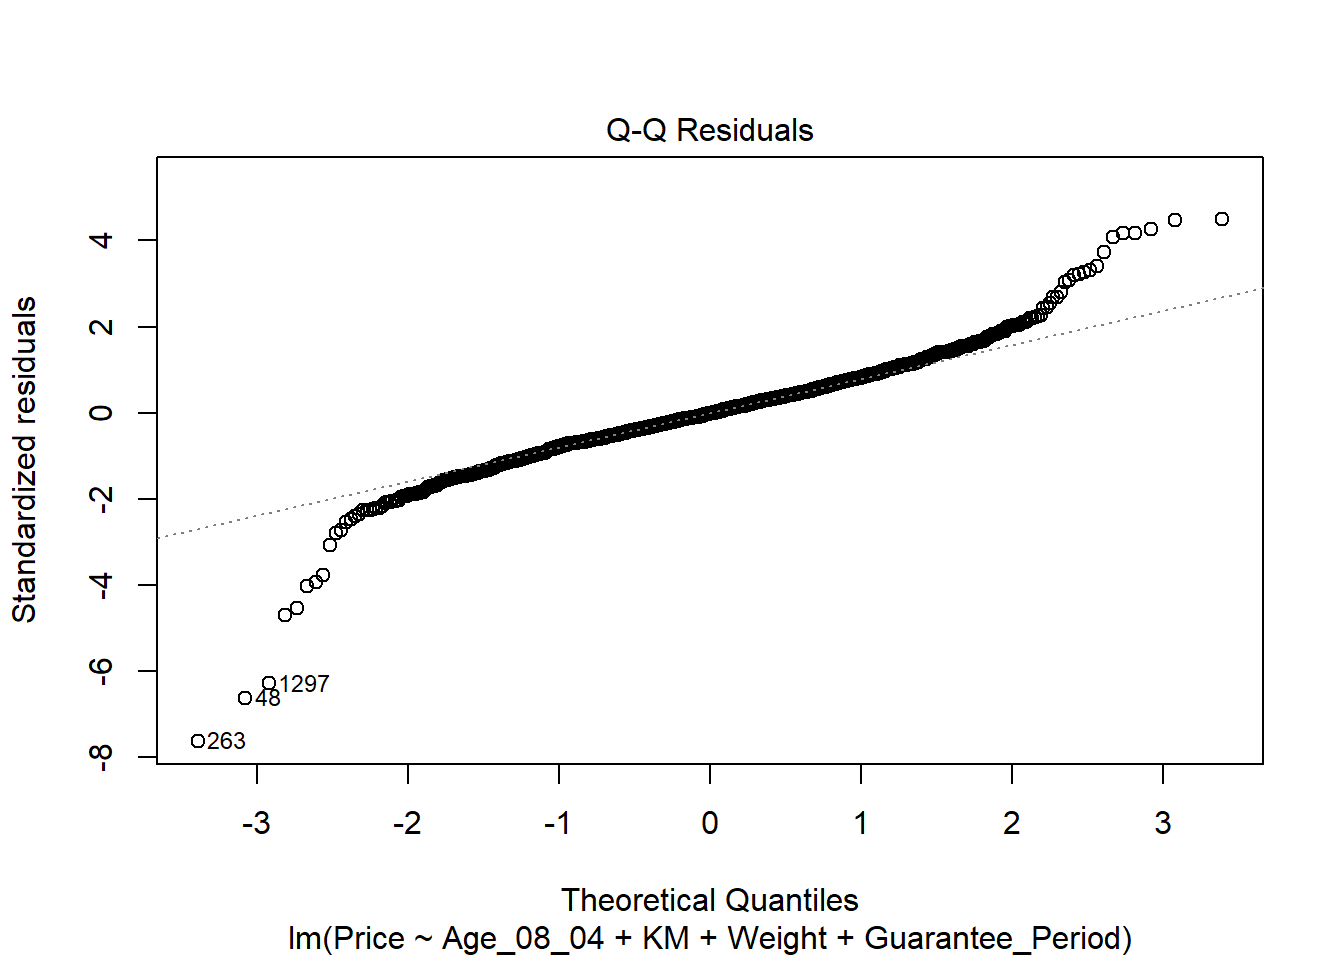 Q-Q Residuals
Standardized residuals
4
2
0
-2
-4
-6
-8
1297
48
263
-3 -2 -1 0 1 2 3
Theoretical Quantiles
lm(Price ~ Age_08_04 + KM + Weight + Guarantee_Period)